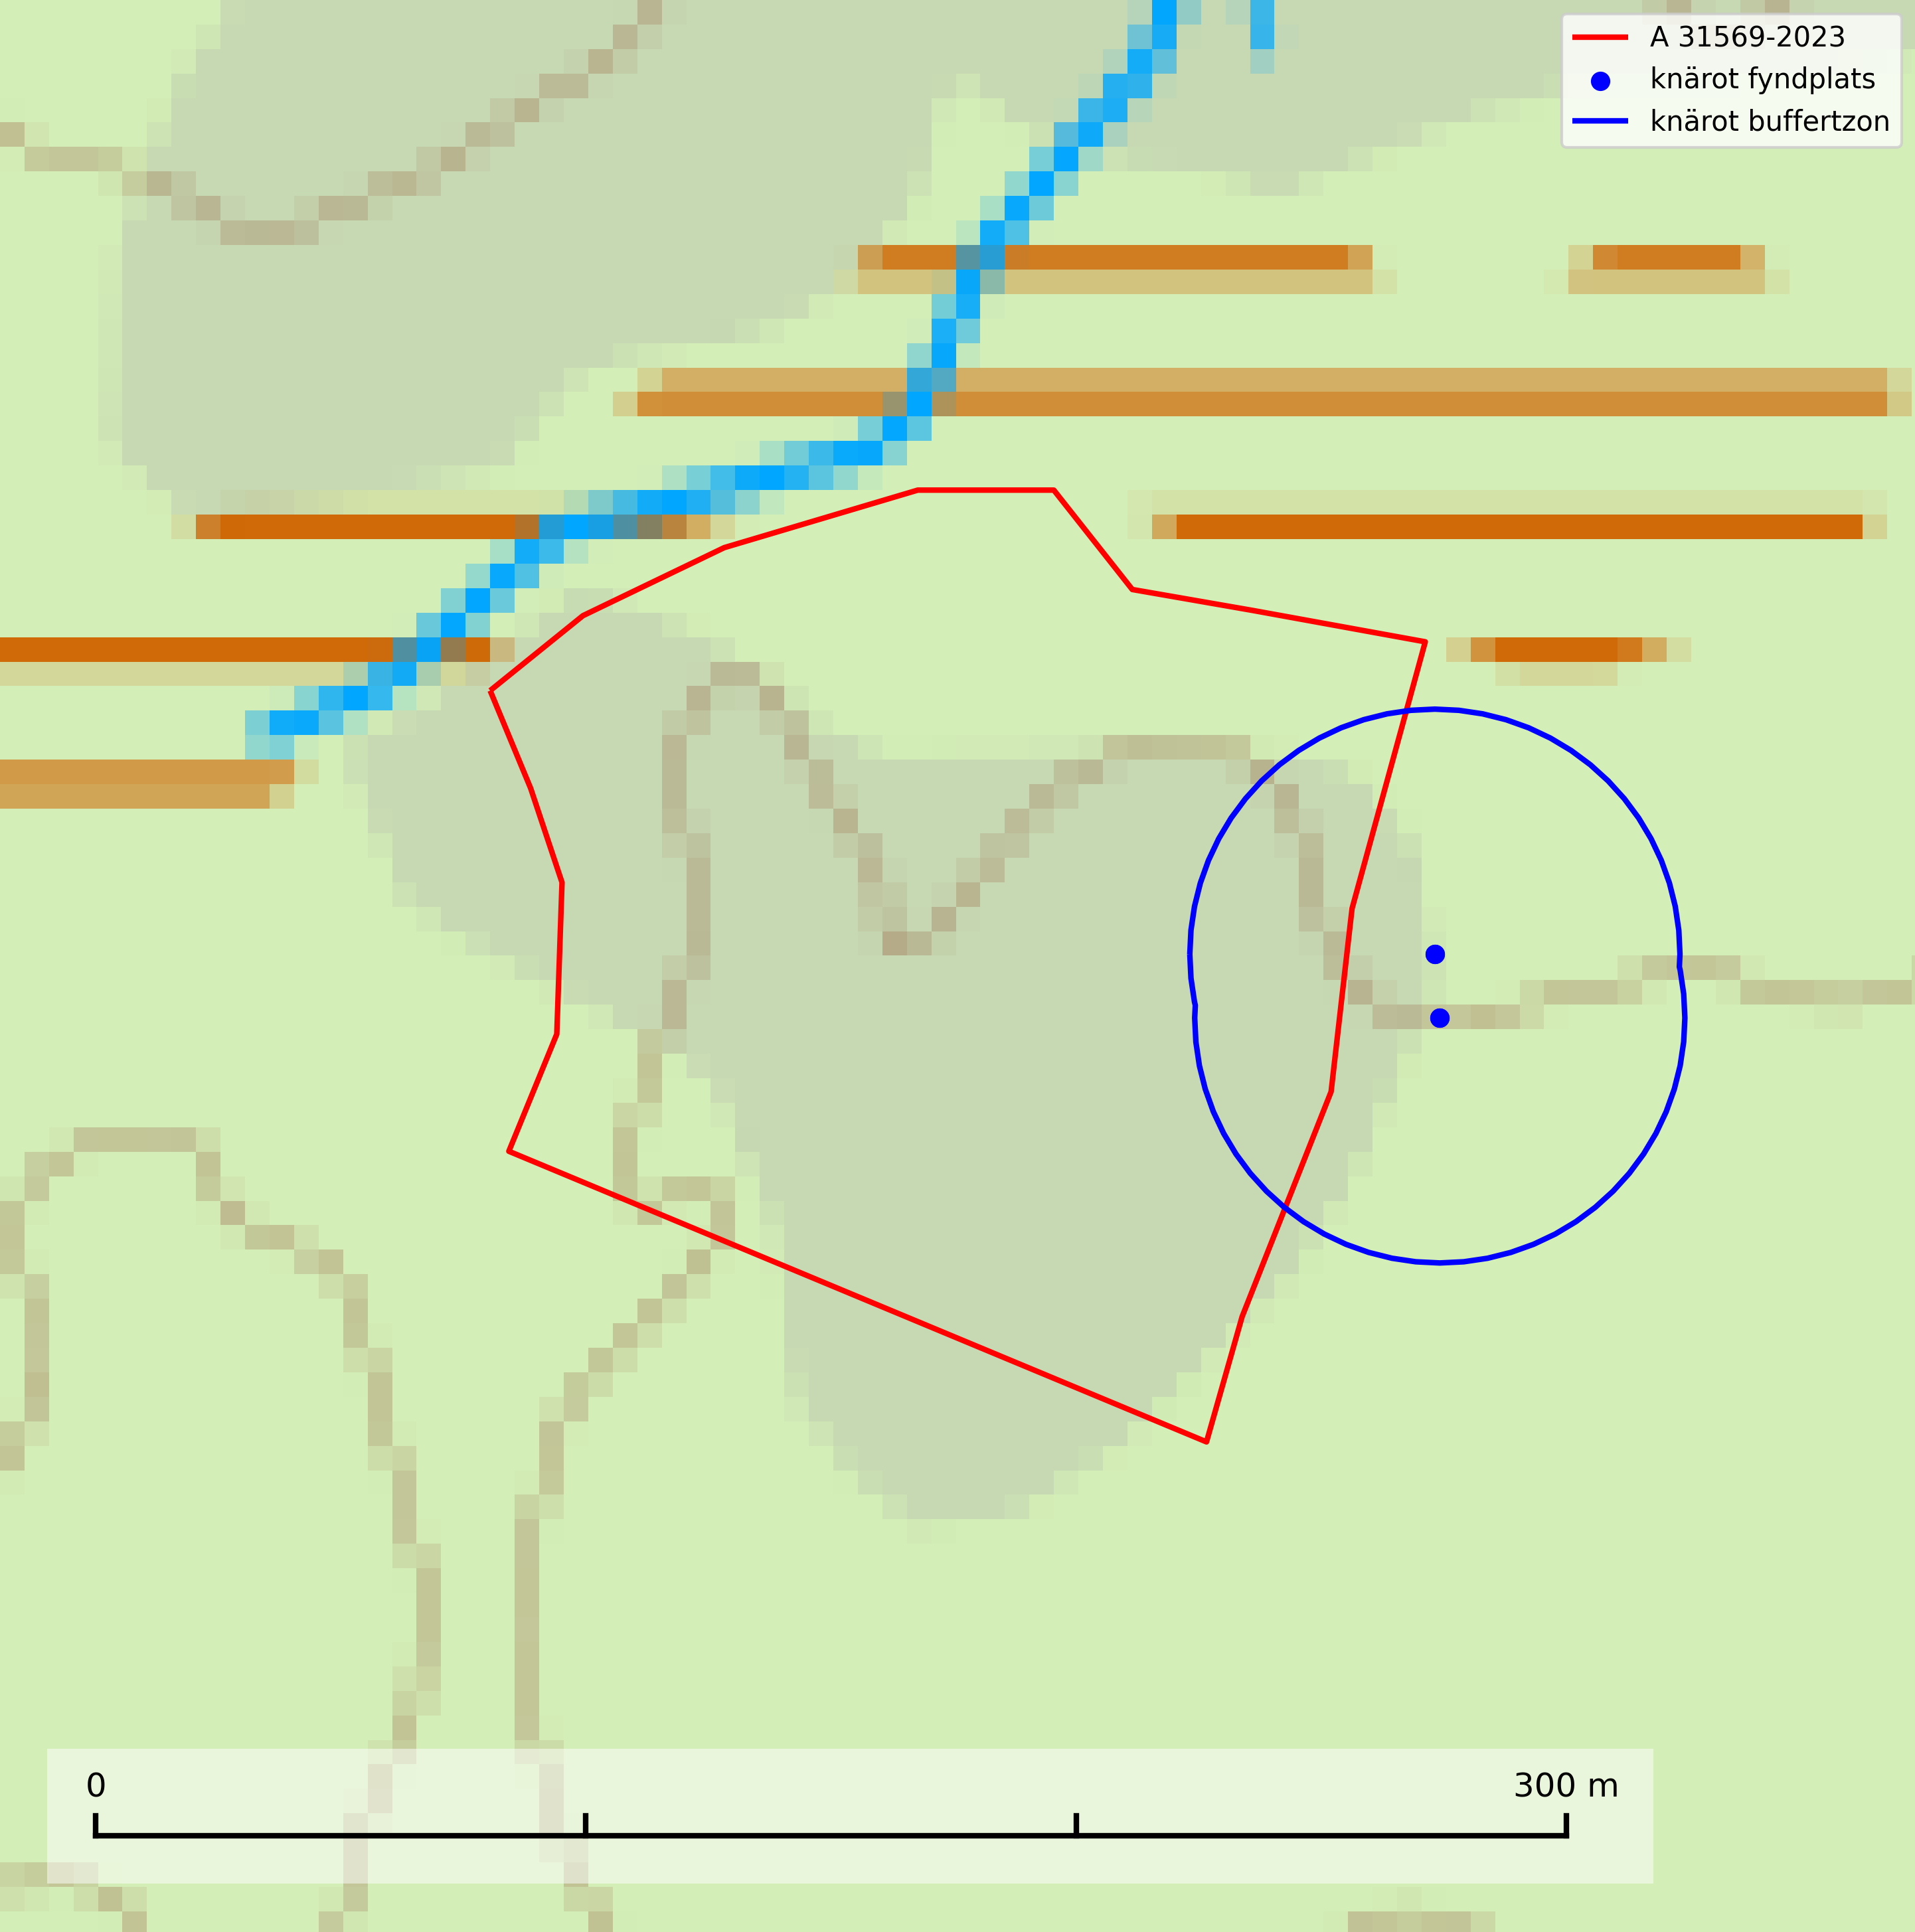 A 31569-2023
knärot fyndplats
knärot buffertzon
0
300 m